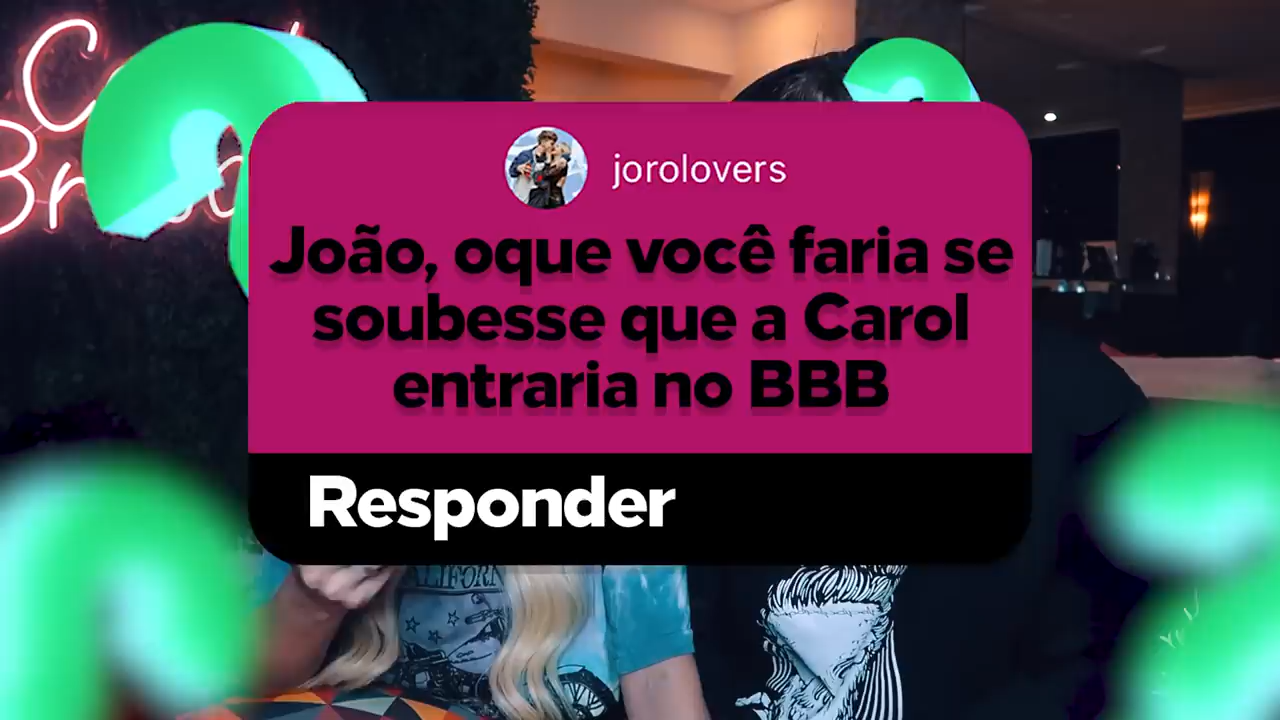 jorolovers
João, oque você faria se
soubesse que a Carol
entraria no BBB
Responder